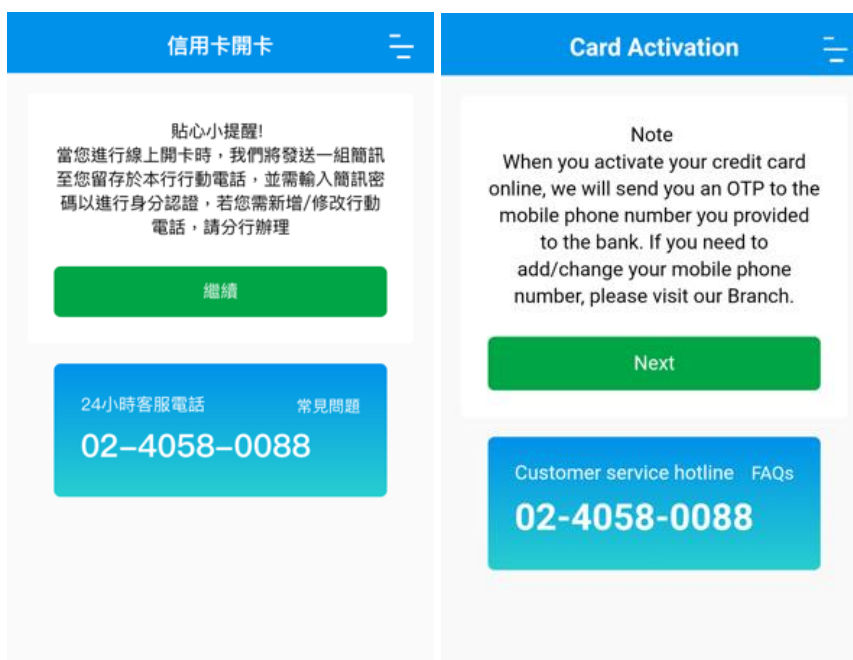 信用卡開卡
貼心小提醒!
當您進行線上開卡時，我們將發送一組簡訊
至您留存於本行行動電話，並需輸入簡訊密
碼以進行身分認證，若您需新增/修改行動
電話，請分行辦理
繼續
24小時客服電話 常見問題
02-4058-0088
Card Activation
Note
When you activate your credit card
online, we will send you an OTP to the
mobile phone number you provided
to the bank. If you need to
add/change your mobile phone
number, please visit our Branch.
Next
Customer service hotline FAQs
02-4058-0088